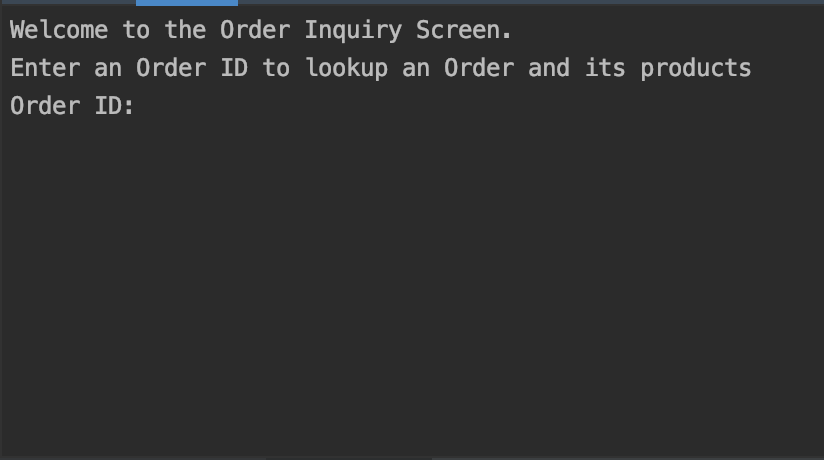 Welcome to the Order Inquiry Screen.
Enter an Order ID to lookup an Order and its products
Order ID: